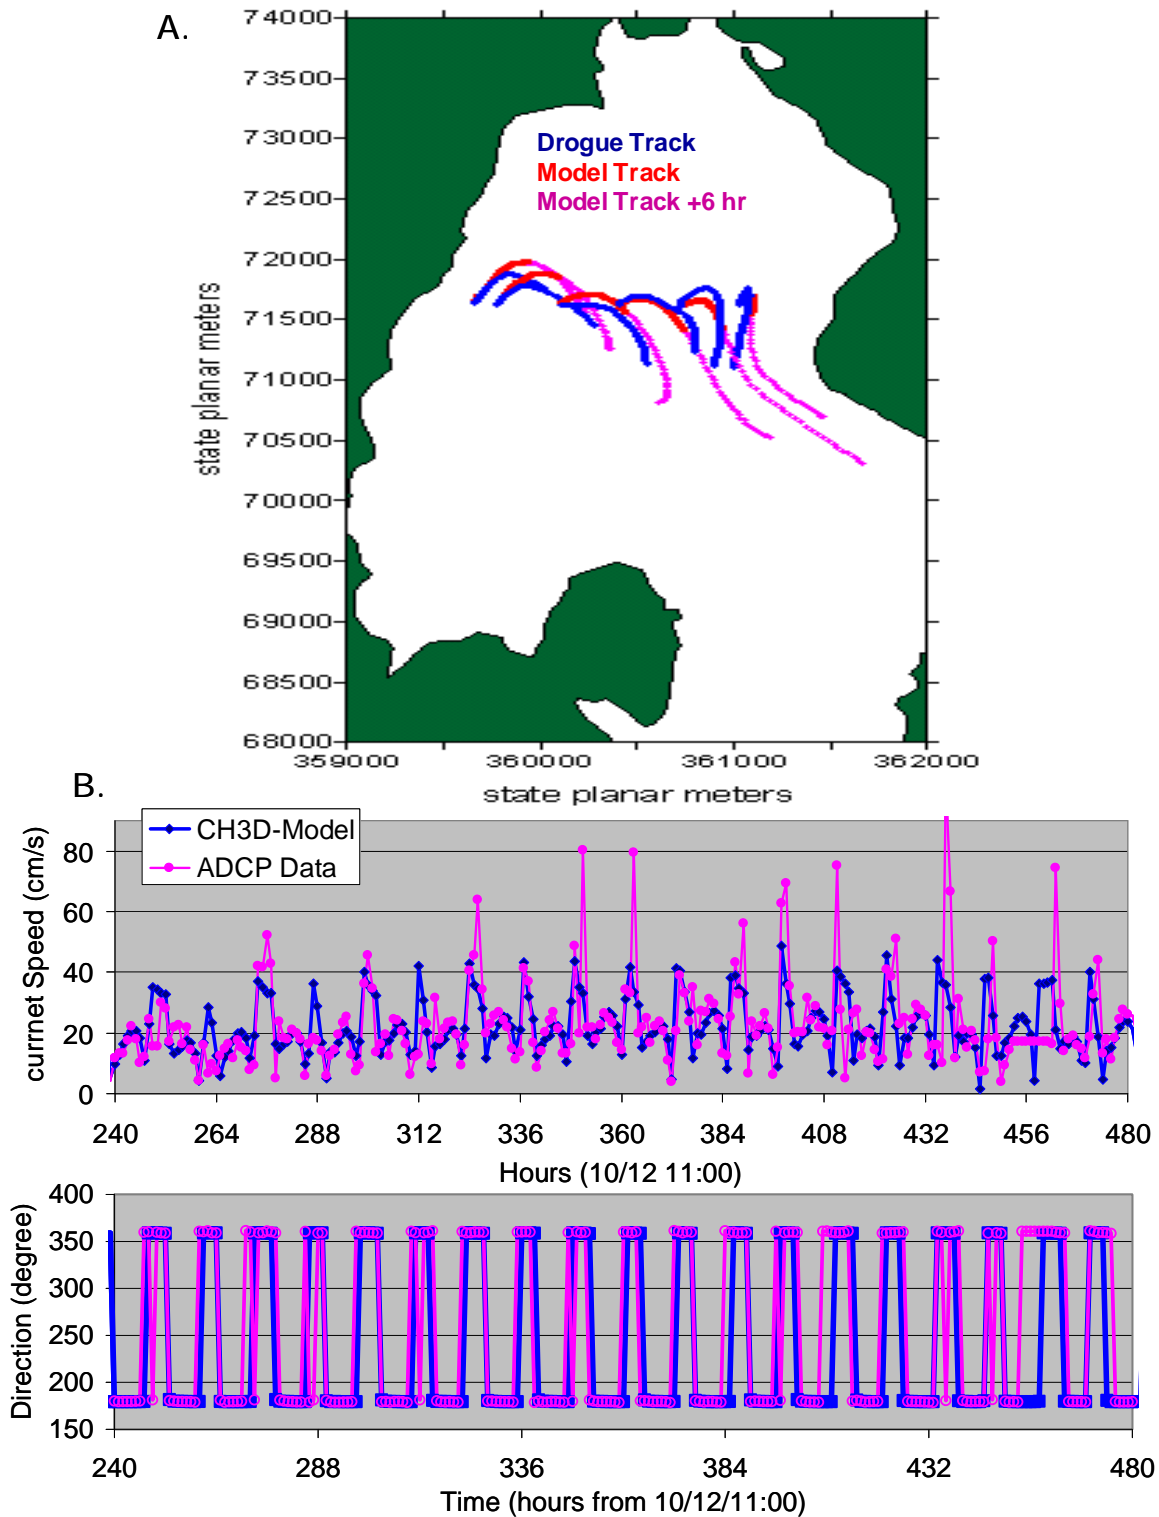 A.
74000
73500
73000
72500
72000
71500
71000
70500
70000
69500
69000
68500
68000
state planar meters
Drogue Track
Model Track
Model Track +6 hr
359000 360000 361000 362000
state planar meters
B.
CH3D-Model
ADCP Data
currnet Speed (cm/s)
80
60
40
20
0
240 264 288 312 336 360 384 408 432 456 480
Hours (10/12 11:00)
Direction (degree)
400
350
300
250
200
150
240 288 336 384 432 480
Time (hours from 10/12/11:00)